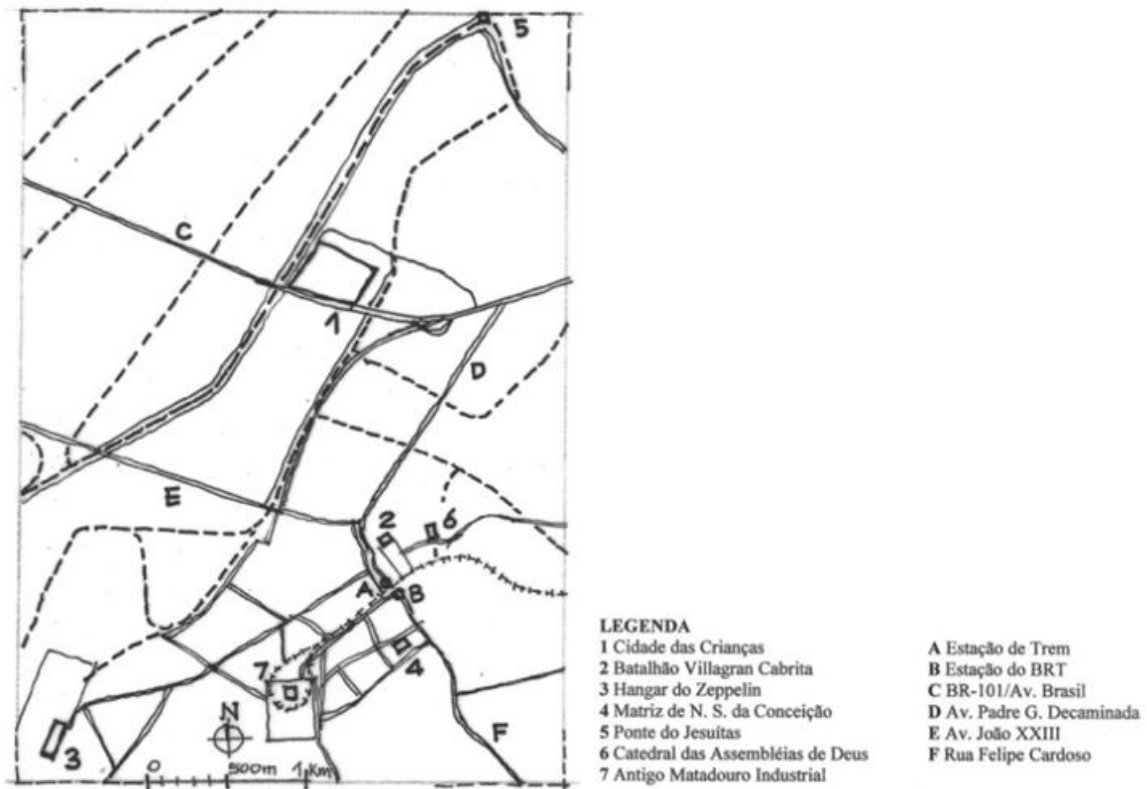 5
C
1
D
E
2
6
A
B
7
4
N
3
F
0
500m
1 Km
LEGENDA
1 Cidade das Crianças
2 Batalhão Villagran Cabrita
3 Hangar do Zeppelin
4 Matriz de N. S. da Conceição
5 Ponte do Jesuítas
6 Catedral das Assembléias de Deus
7 Antigo Matadouro Industrial
A Estação de Trem
B Estação do BRT
C BR-101/Av. Brasil
D Av. Padre G. Decaminada
E Av. João XXIII
F Rua Felipe Cardoso